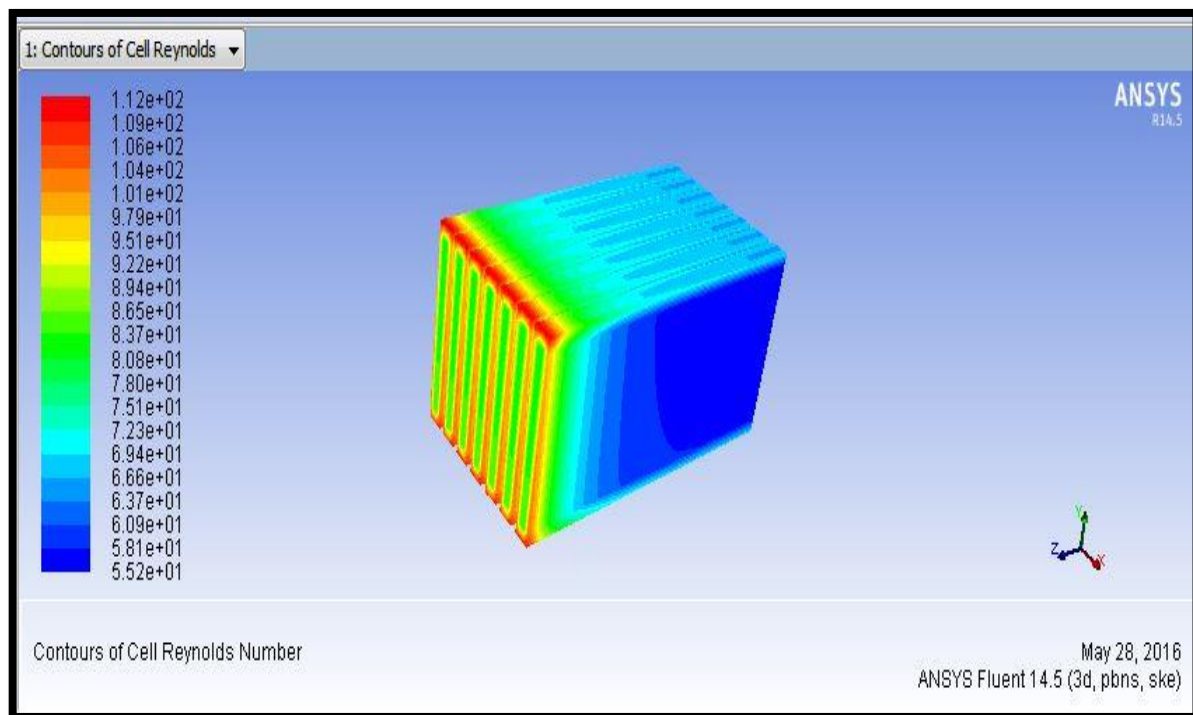 1: Contours of Cell Reynolds
ANSYS
R14.5
1.12e+02
1.09e+02
1.06e+02
1.04e+02
1.01e+02
9.79e+01
9.51e+01
9.22e+01
8.94e+01
8.65e+01
8.37e+01
8.08e+01
7.80e+01
7.51e+01
7.23e+01
6.94e+01
6.66e+01
6.37e+01
6.09e+01
5.81e+01
5.52e+01
Y
Z
X
Contours of Cell Reynolds Number
May 28, 2016
ANSYS Fluent 14.5 (3d, pbns, ske)